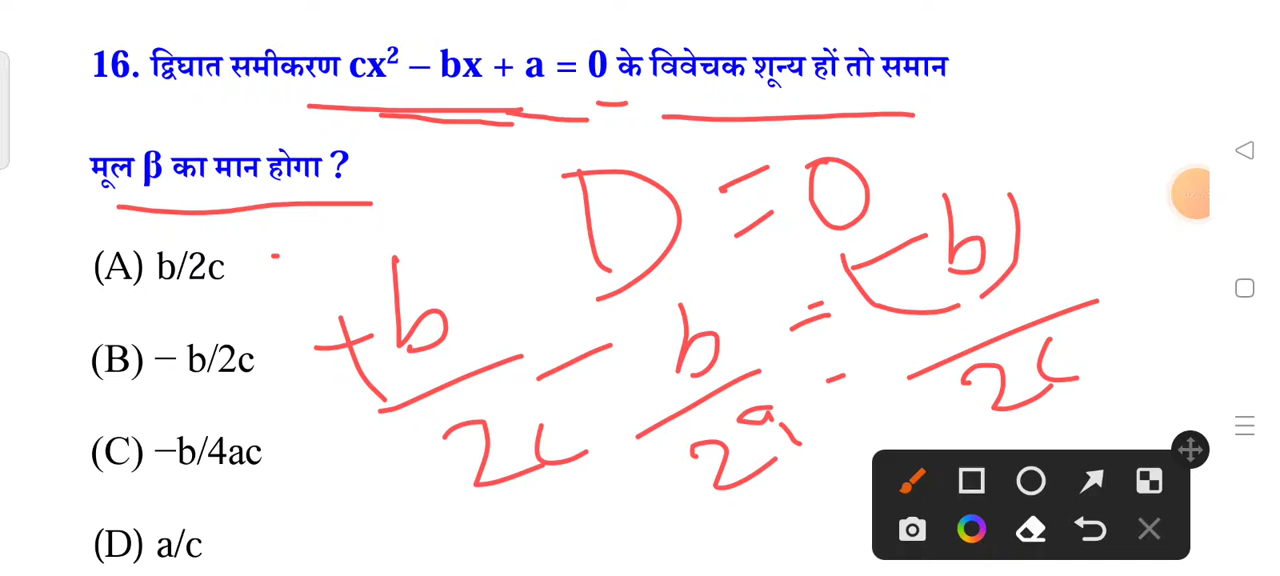 16. द्विघात समीकरण cx² – bx + a = 0 के विवेचक शून्य हों तो समान
मूल β का मान होगा ?
D = 0
(A) b/2c
(B) – b/2c
(C) –b/4ac
(D) a/c
+b/2c – b/2a = – (–b)/2c